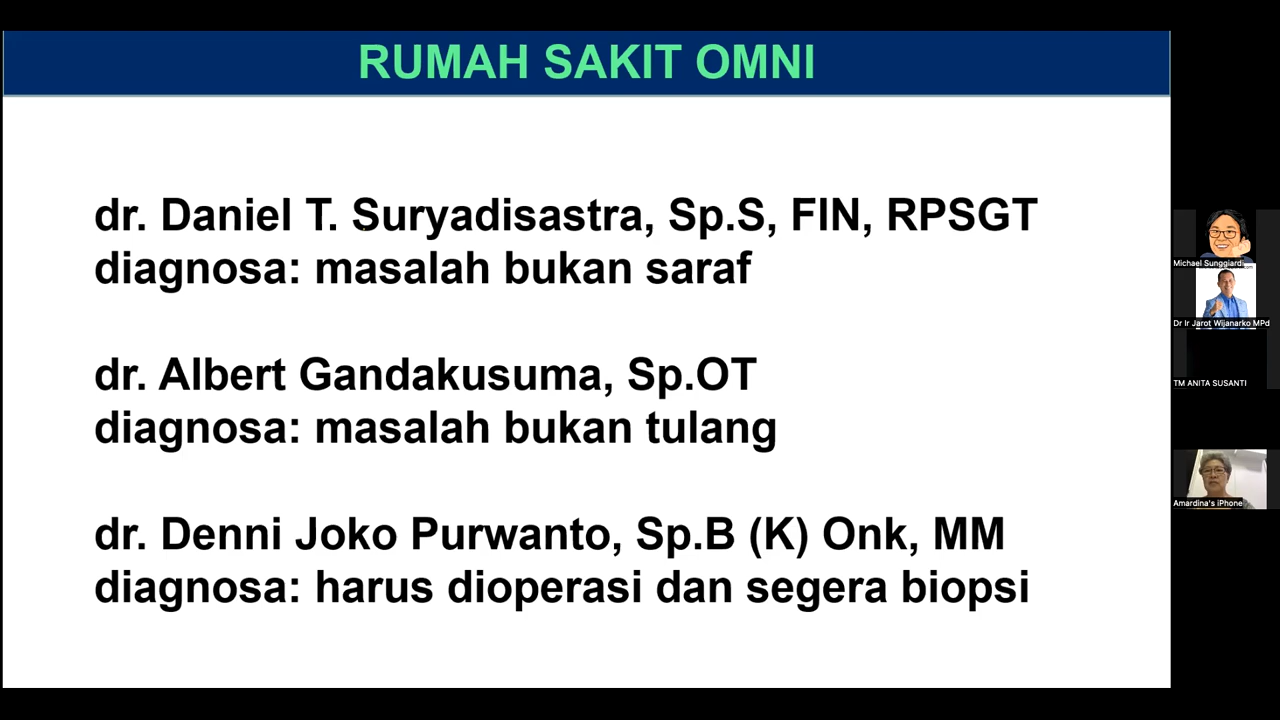 RUMAH SAKIT OMNI
dr. Daniel T. Suryadisastra, Sp.S, FIN, RPSGT
diagnosa: masalah bukan saraf
dr. Albert Gandakusuma, Sp.OT
diagnosa: masalah bukan tulang
dr. Denni Joko Purwanto, Sp.B (K) Onk, MM
diagnosa: harus dioperasi dan segera biopsi
Michael Sunggiardi
Dr Ir Jarot Wijanarko MPd
TM ANITA SUSANTI
Amardina's iPhone